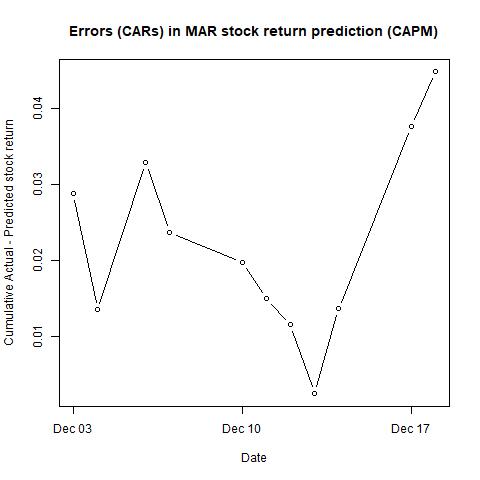 Errors (CARs) in MAR stock return prediction (CAPM)
Cumulative Actual - Predicted stock return
0.04
0.03
0.02
0.01
Dec 03
Dec 10
Dec 17
Date